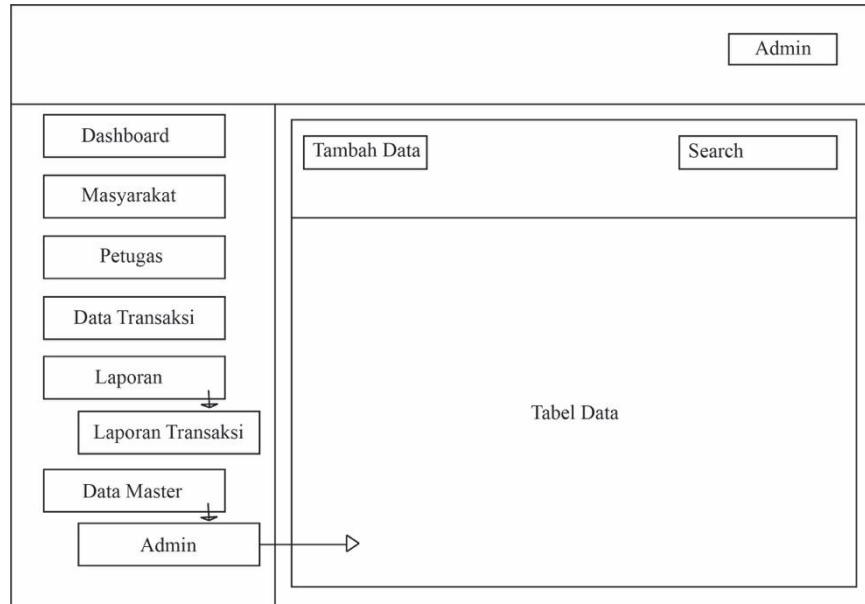 Admin
Dashboard
Masyarakat
Petugas
Data Transaksi
Laporan
Laporan Transaksi
Data Master
Admin
Tambah Data
Search
Tabel Data